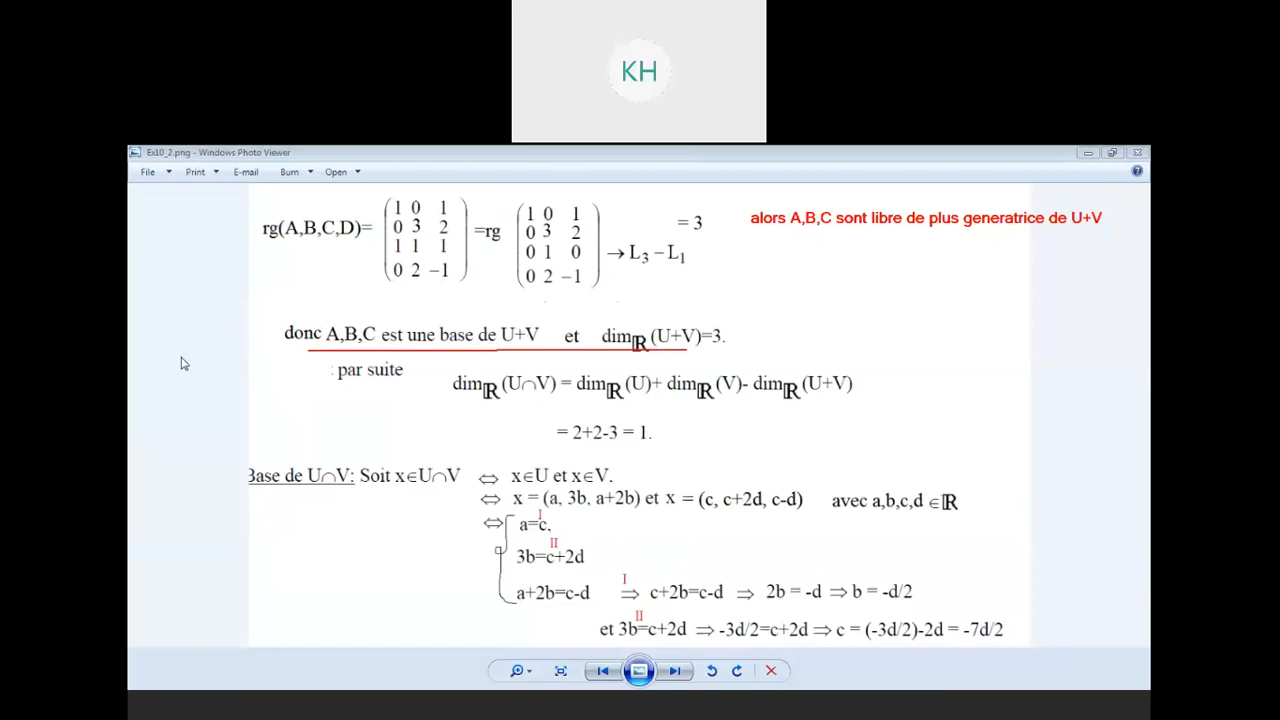 KH
Ex10_2.png - Windows Photo Viewer
File Print E-mail Burn Open
rg(A,B,C,D)= (1 0 1 =rg (1 0 1 = 3 alors A,B,C sont libre de plus generatrice de U+V
0 3 2 0 3 2
1 1 1 0 1 0 → L₃ − L₁
0 2 −1) 0 2 −1)
donc A,B,C est une base de U+V et dimℝ (U+V)=3.
: par suite
dimℝ (U∩V) = dimℝ (U)+ dimℝ (V)- dimℝ (U+V)
= 2+2-3 = 1.
Base de U∩V: Soit x∈U∩V ⇔ x∈U et x∈V.
⇔ x = (a, 3b, a+2b) et x = (c, c+2d, c-d) avec a,b,c,d ∈ℝ
I
⇔ a=c,
II
3b=c+2d
I
a+2b=c-d ⇒ c+2b=c-d ⇒ 2b = -d ⇒ b = -d/2
II
et 3b=c+2d ⇒ -3d/2=c+2d ⇒ c = (-3d/2)-2d = -7d/2